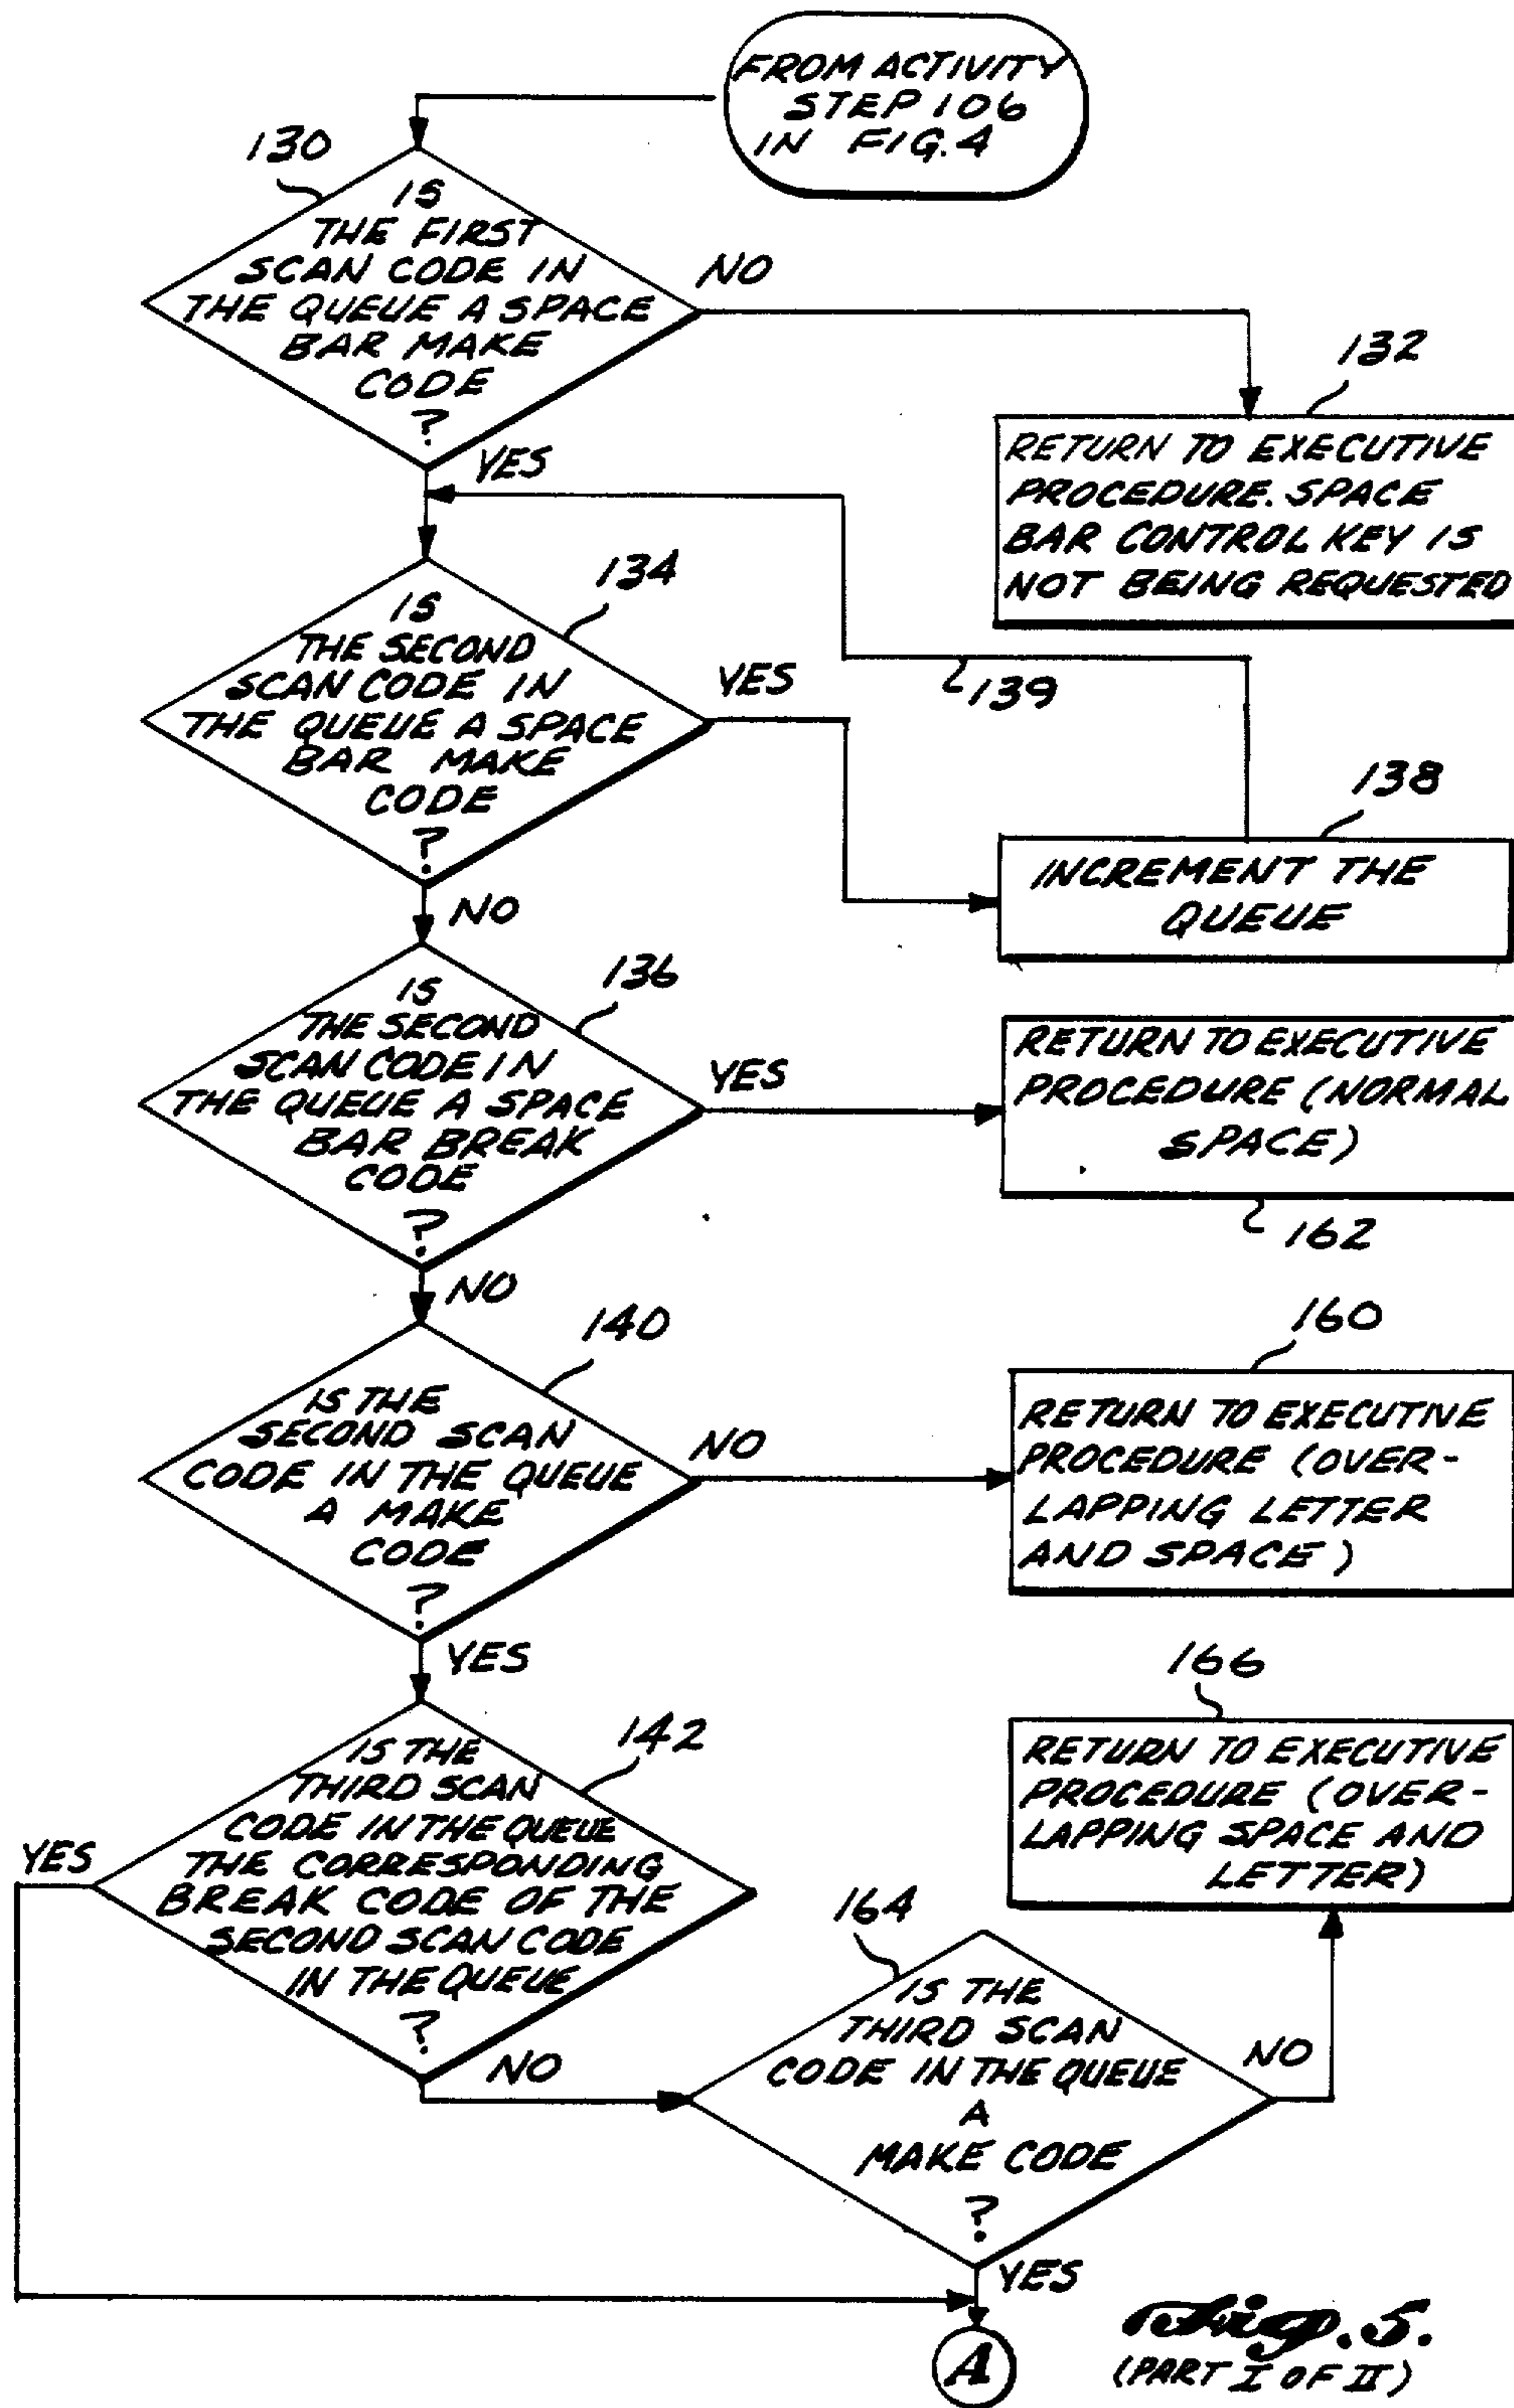 FROM ACTIVITY
STEP 106
IN FIG. 4
130
IS
THE FIRST
SCAN CODE IN
THE QUEUE A SPACE
BAR MAKE
CODE
?
NO
YES
132
RETURN TO EXECUTIVE
PROCEDURE. SPACE
BAR CONTROL KEY IS
NOT BEING REQUESTED
134
IS
THE SECOND
SCAN CODE IN
THE QUEUE A SPACE
BAR MAKE
CODE
?
YES
NO
139
138
INCREMENT THE
QUEUE
136
IS
THE SECOND
SCAN CODE IN
THE QUEUE A SPACE
BAR BREAK
CODE
?
YES
NO
RETURN TO EXECUTIVE
PROCEDURE (NORMAL
SPACE)
162
140
IS THE
SECOND SCAN
CODE IN THE QUEUE
A MAKE
CODE
?
NO
YES
160
RETURN TO EXECUTIVE
PROCEDURE (OVER-
LAPPING LETTER
AND SPACE)
142
IS THE
THIRD SCAN
CODE IN THE QUEUE
THE CORRESPONDING
BREAK CODE OF THE
SECOND SCAN CODE
IN THE QUEUE
?
YES
NO
166
RETURN TO EXECUTIVE
PROCEDURE (OVER-
LAPPING SPACE AND
LETTER)
164
IS THE
THIRD SCAN
CODE IN THE QUEUE
A
MAKE CODE
?
NO
YES
A
Fig. 5.
(PART I OF II)